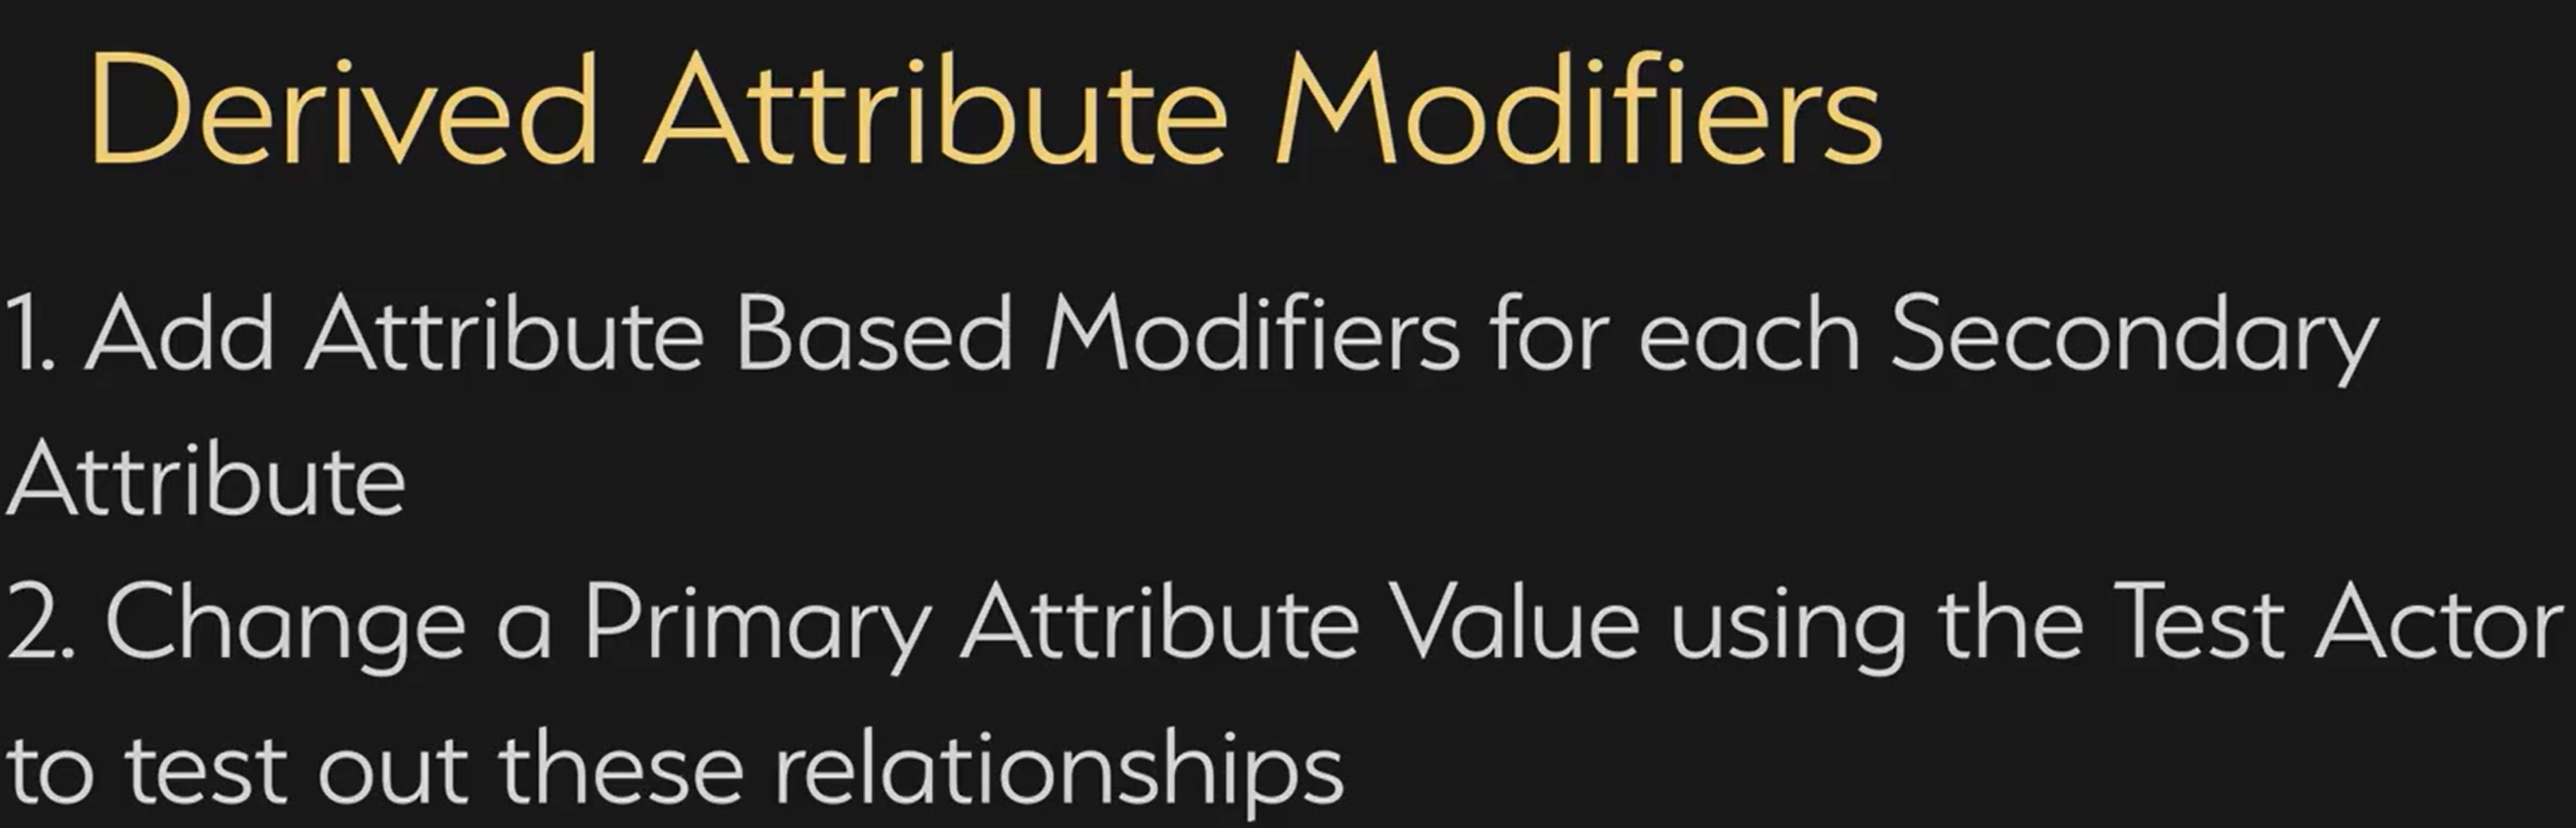 Derived Attribute Modifiers
1. Add Attribute Based Modifiers for each Secondary
Attribute
2. Change a Primary Attribute Value using the Test Actor
to test out these relationships